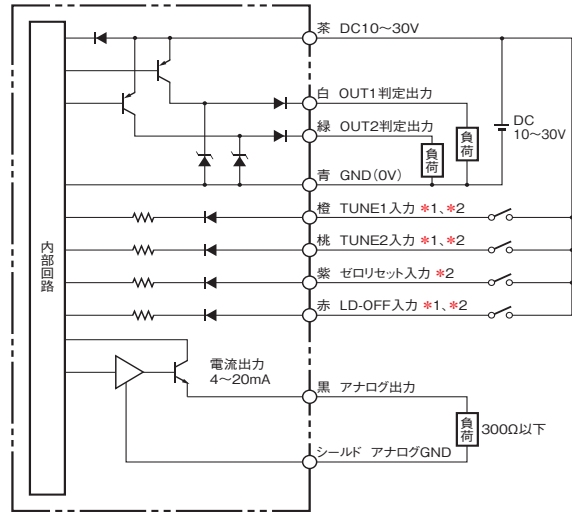 茶 DC10～30V
白 OUT1判定出力
緑 OUT2判定出力
負荷
負荷
DC
10～30V
青 GND(0V)
橙 TUNE1入力 *1、*2
桃 TUNE2入力 *1、*2
紫 ゼロリセット入力 *2
赤 LD-OFF入力 *1、*2
内部回路
電流出力
4～20mA
黒 アナログ出力
負荷
300Ω以下
シールド アナログGND